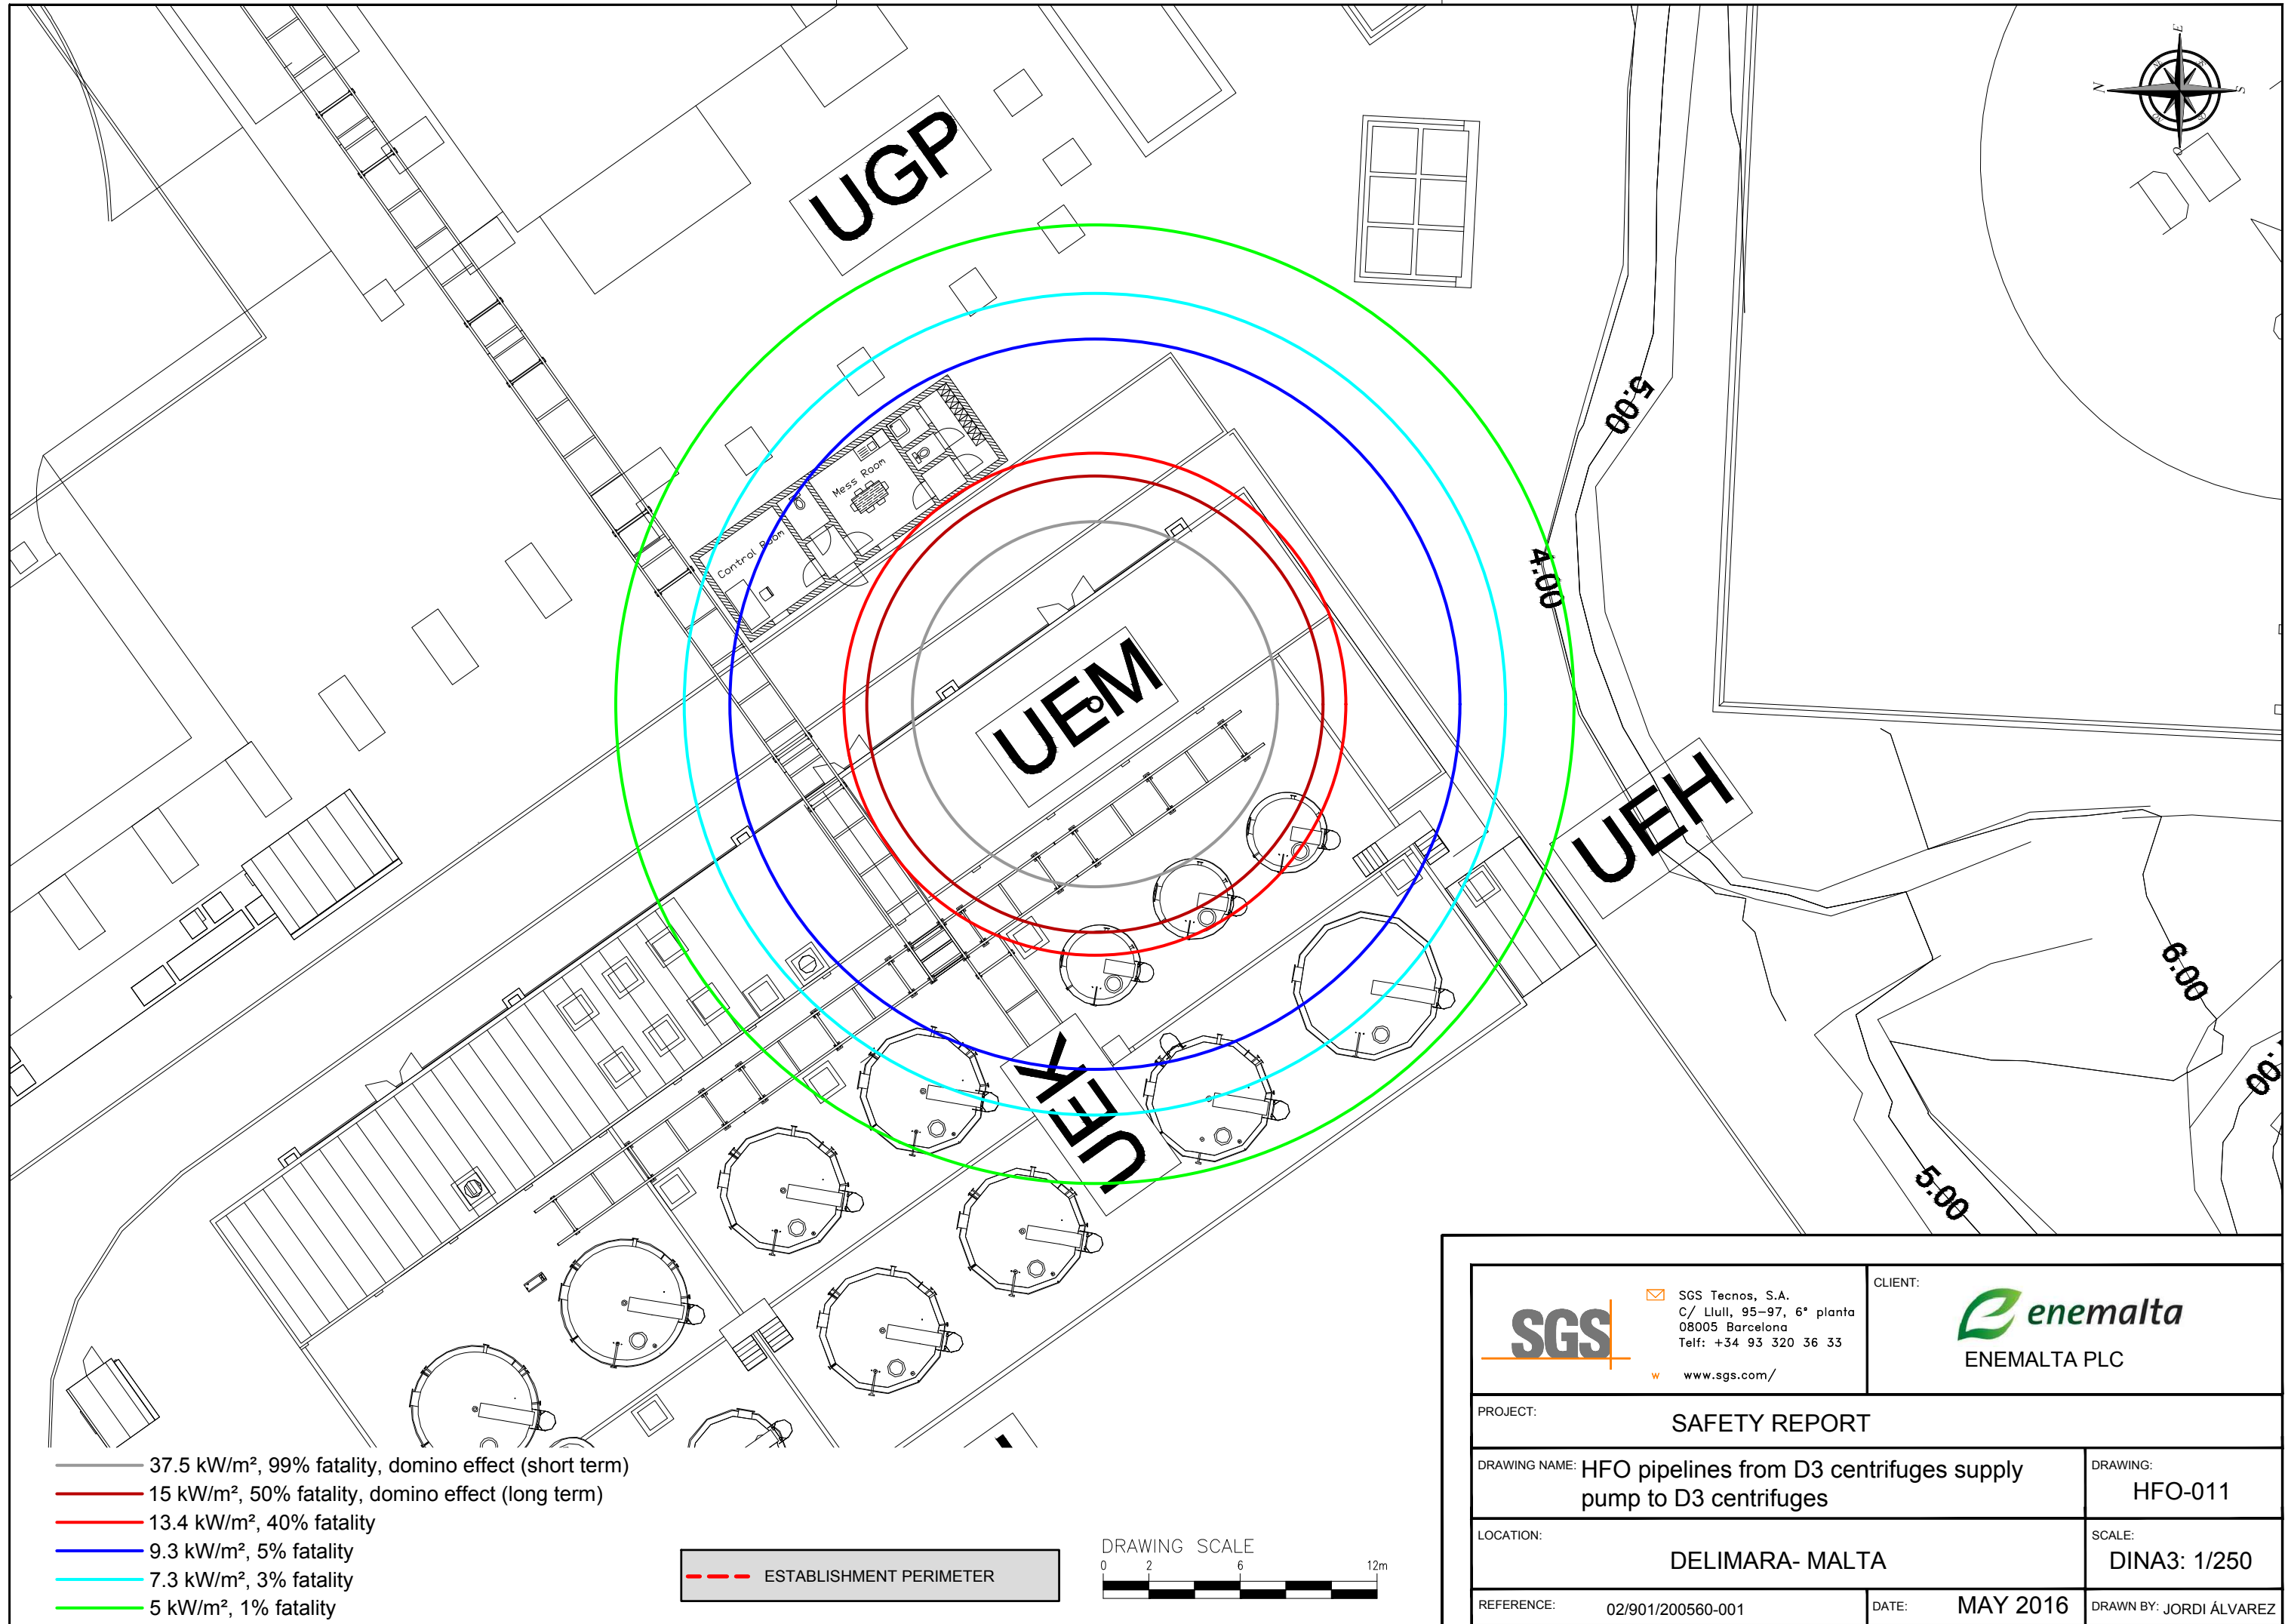 E
N
S
O
UGP
5.00
Mess Room
Control Room
4.00
UEM
UEH
6.00
.00
UEK
5.00
37.5 kW/m², 99% fatality, domino effect (short term)
15 kW/m², 50% fatality, domino effect (long term)
13.4 kW/m², 40% fatality
9.3 kW/m², 5% fatality
7.3 kW/m², 3% fatality
5 kW/m², 1% fatality
ESTABLISHMENT PERIMETER
DRAWING SCALE
0 2 6 12m
SGS
SGS Tecnos, S.A.
C/ Llull, 95-97, 6ª planta
08005 Barcelona
Telf: +34 93 320 36 33
w www.sgs.com/
CLIENT:
enemalta
ENEMALTA PLC
PROJECT:
SAFETY REPORT
DRAWING NAME: HFO pipelines from D3 centrifuges supply
pump to D3 centrifuges
DRAWING:
HFO-011
LOCATION:
DELIMARA- MALTA
SCALE:
DINA3: 1/250
REFERENCE: 02/901/200560-001
DATE: MAY 2016
DRAWN BY: JORDI ÁLVAREZ